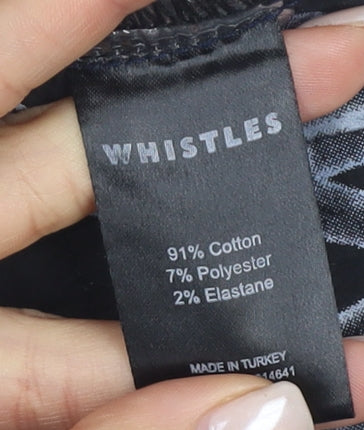 WHISTLES
91% Cotton
7% Polyester
2% Elastane
MADE IN TURKEY